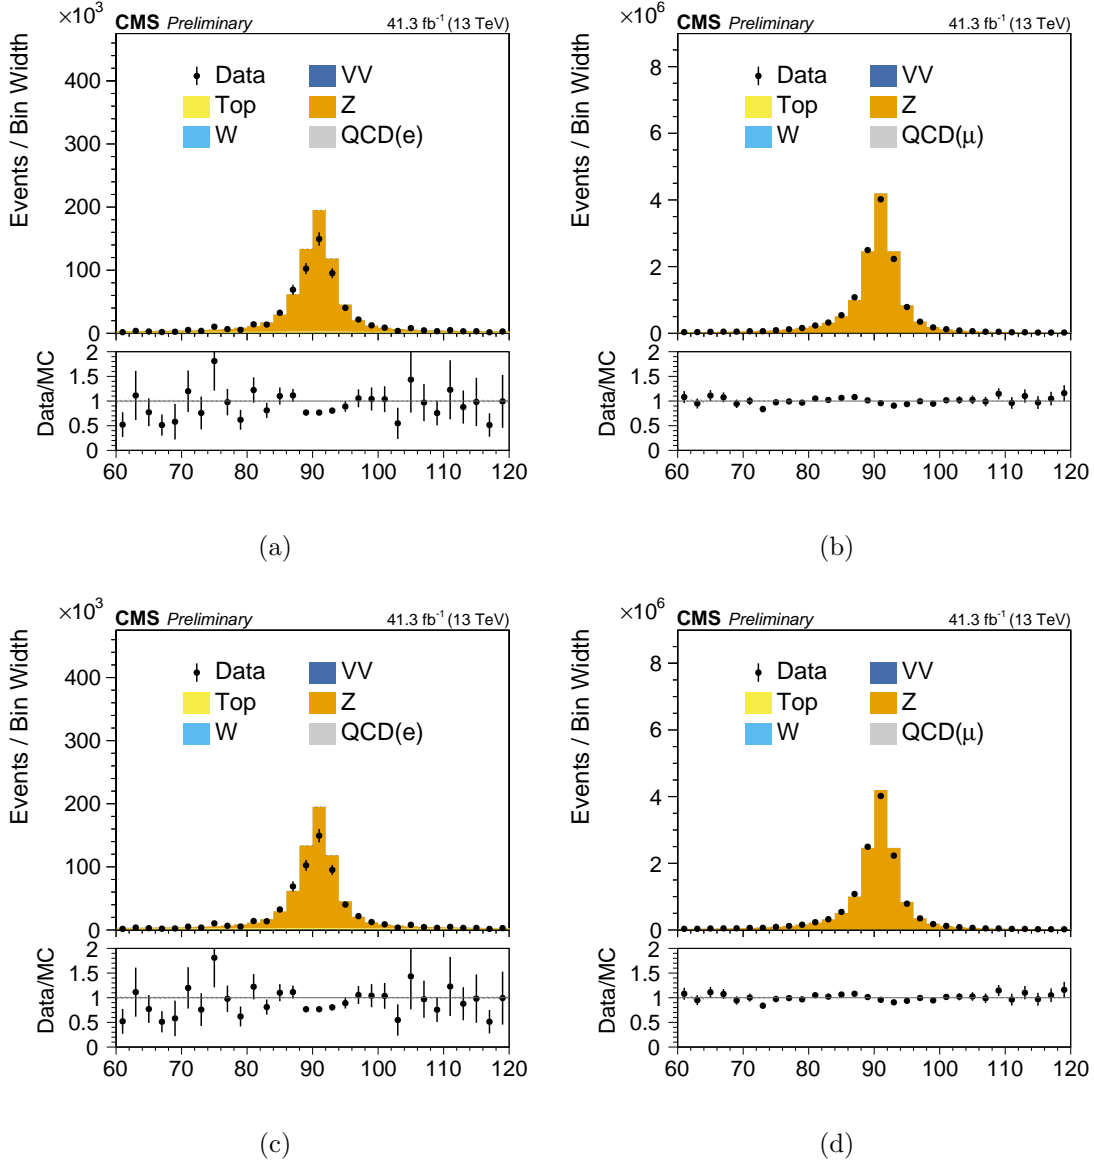 ×10³ CMS Preliminary 41.3 fb⁻¹ (13 TeV)
Events / Bin Width
400
300
200
100
0
Data VV
Top Z
W QCD(e)
Data/MC
2
1.5
1
0.5
0
60 70 80 90 100 110 120
(a)
×10⁶ CMS Preliminary 41.3 fb⁻¹ (13 TeV)
Events / Bin Width
8
6
4
2
0
Data VV
Top Z
W QCD(μ)
Data/MC
2
1.5
1
0.5
0
60 70 80 90 100 110 120
(b)
×10³ CMS Preliminary 41.3 fb⁻¹ (13 TeV)
Events / Bin Width
400
300
200
100
0
Data VV
Top Z
W QCD(e)
Data/MC
2
1.5
1
0.5
0
60 70 80 90 100 110 120
(c)
×10⁶ CMS Preliminary 41.3 fb⁻¹ (13 TeV)
Events / Bin Width
8
6
4
2
0
Data VV
Top Z
W QCD(μ)
Data/MC
2
1.5
1
0.5
0
60 70 80 90 100 110 120
(d)